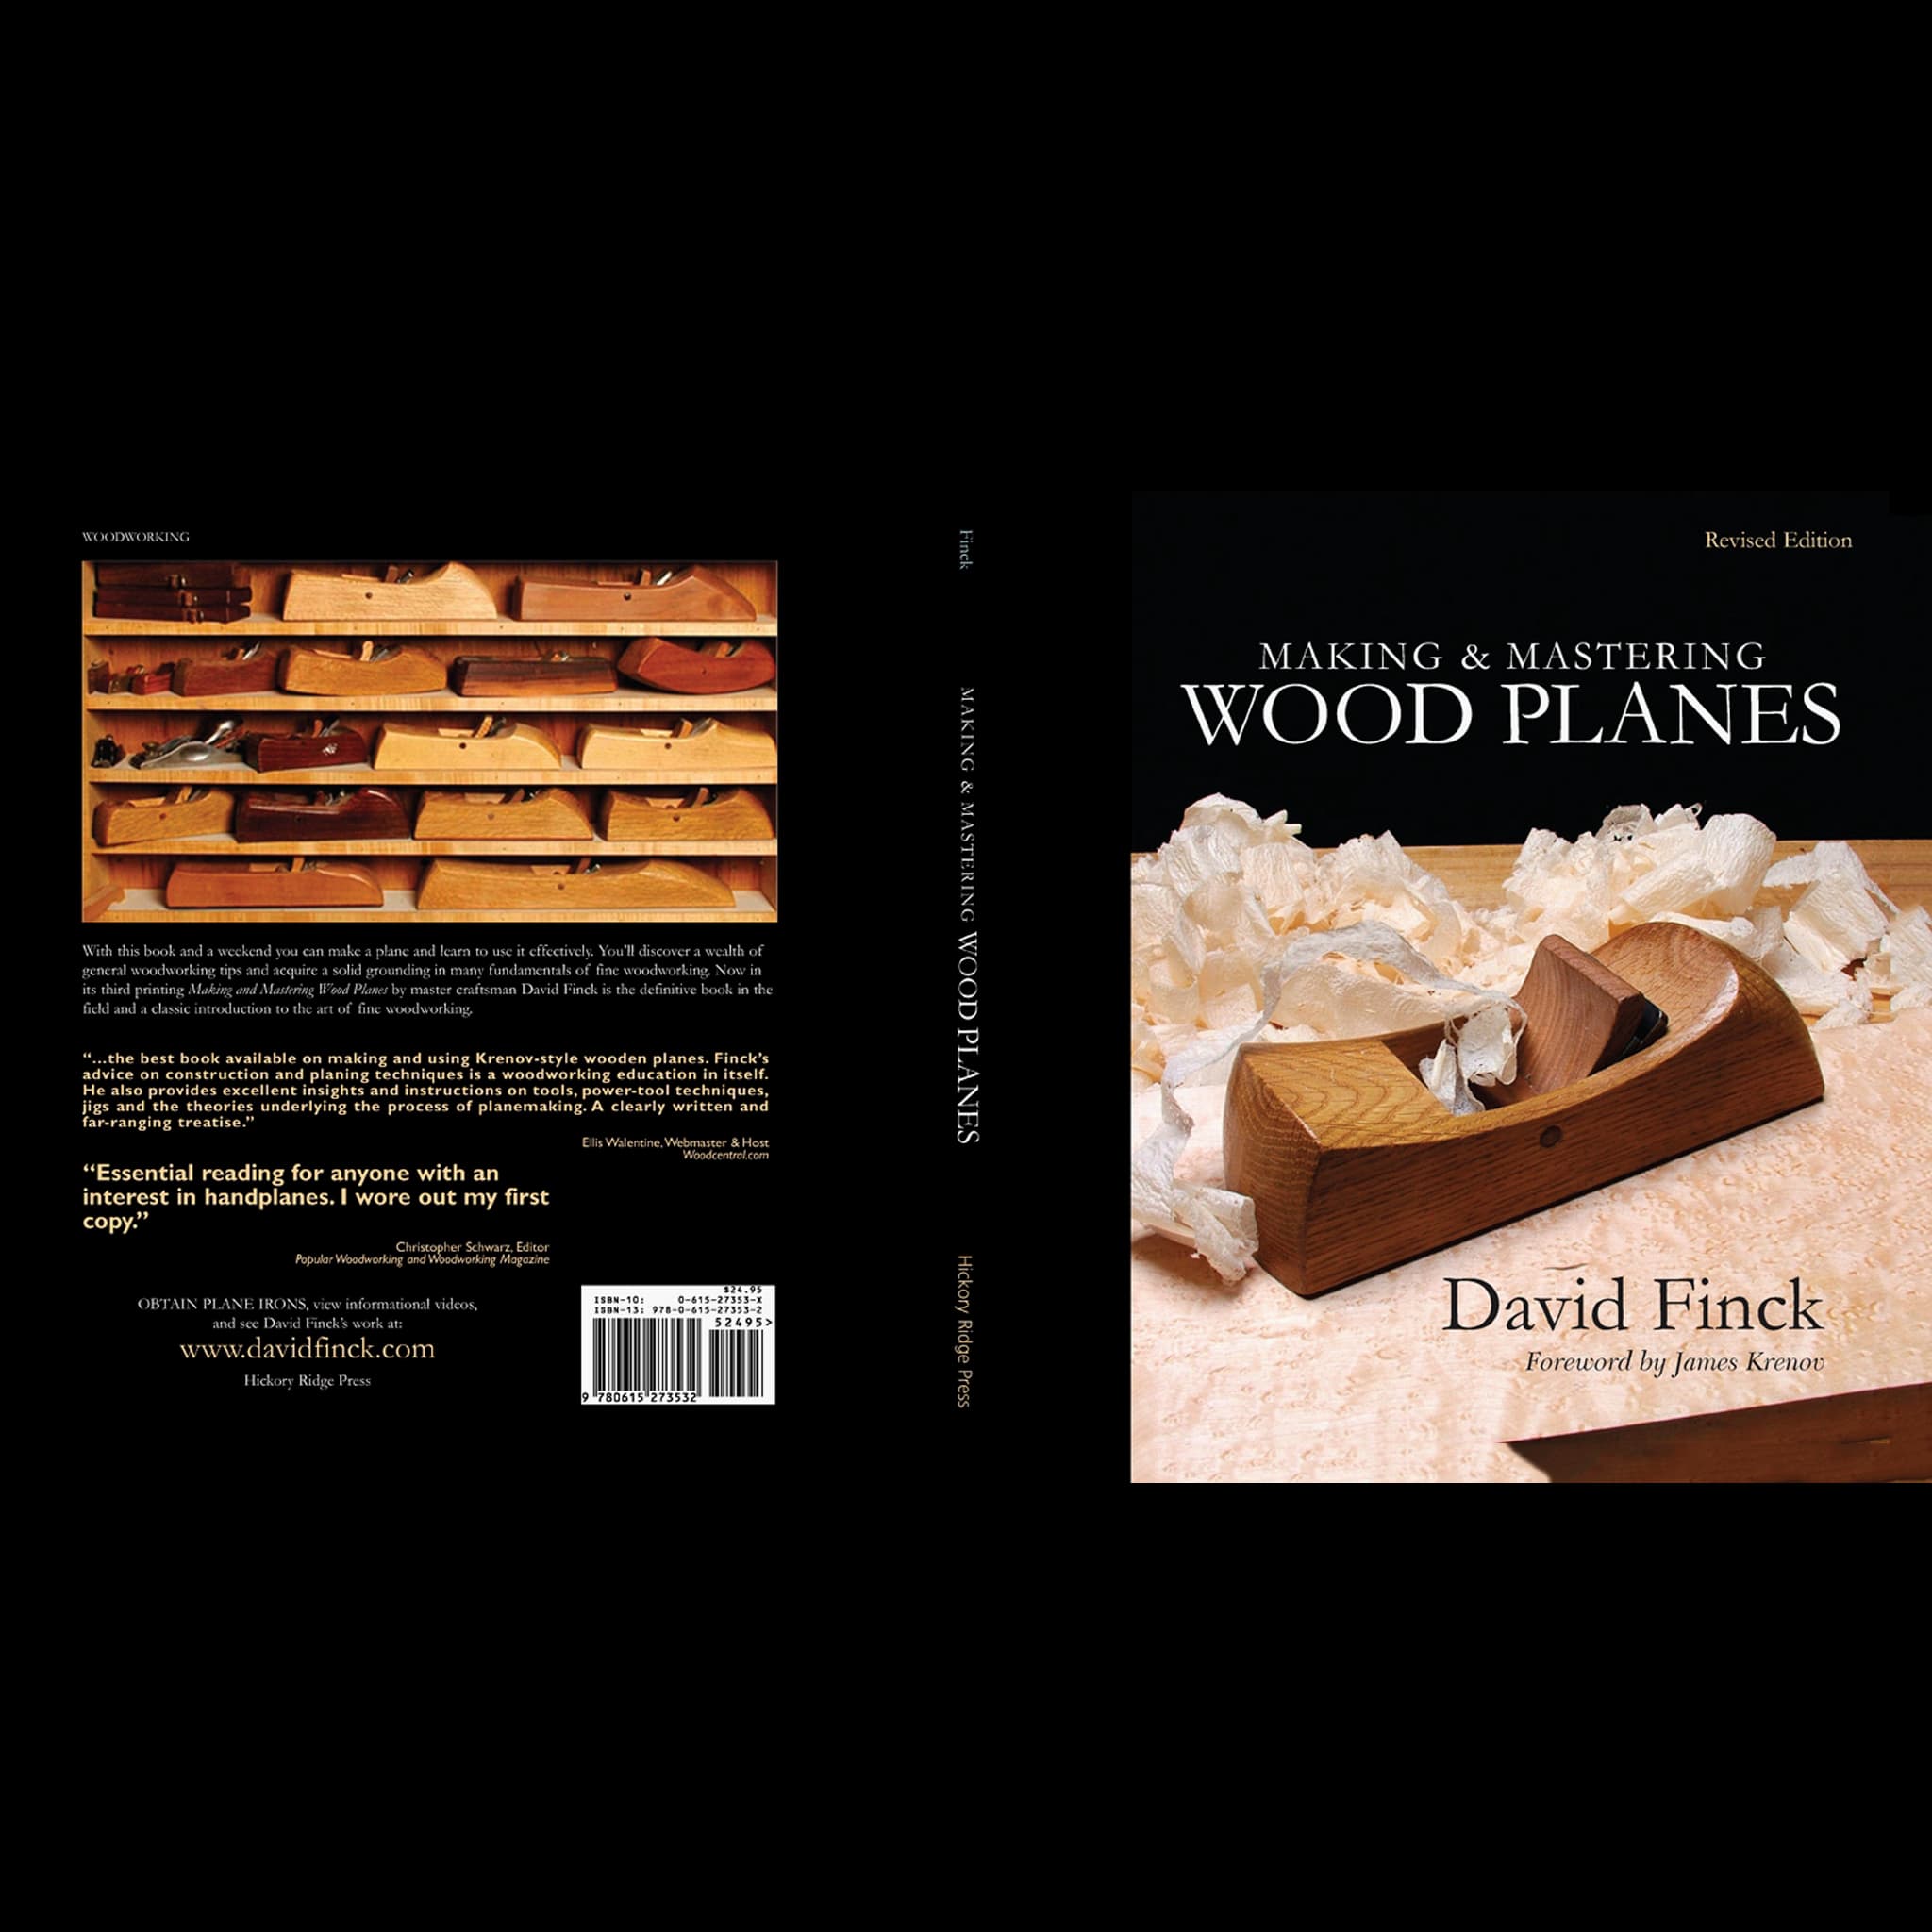 WOODWORKING
With this book and a weekend you can make a plane and learn to use it effectively. You'll discover a wealth of
general woodworking tips and acquire a solid grounding in many fundamentals of fine woodworking. Now in
its third printing Making and Mastering Wood Planes by master craftsman David Finck is the definitive book in the
field and a classic introduction to the art of fine woodworking.
“...the best book available on making and using Krenov-style wooden planes. Finck’s
advice on construction and planing techniques is a woodworking education in itself.
He also provides excellent insights and instructions on tools, power-tool techniques,
jigs and the theories underlying the process of planemaking. A clearly written and
far-ranging treatise.”
Ellis Walentine, Webmaster & Host
Woodcentral.com
“Essential reading for anyone with an
interest in handplanes. I wore out my first
copy.”
Christopher Schwarz, Editor
Popular Woodworking and Woodworking Magazine
OBTAIN PLANE IRONS, view informational videos,
and see David Finck's work at:
www.davidfinck.com
Hickory Ridge Press
$24.95
ISBN-10: 0-615-27353-X
ISBN-13: 978-0-615-27353-2
52495>
9 780615 273532
Finck
MAKING & MASTERING WOOD PLANES
Hickory Ridge Press
Revised Edition
MAKING & MASTERING
WOOD PLANES
David Finck
Foreword by James Krenov